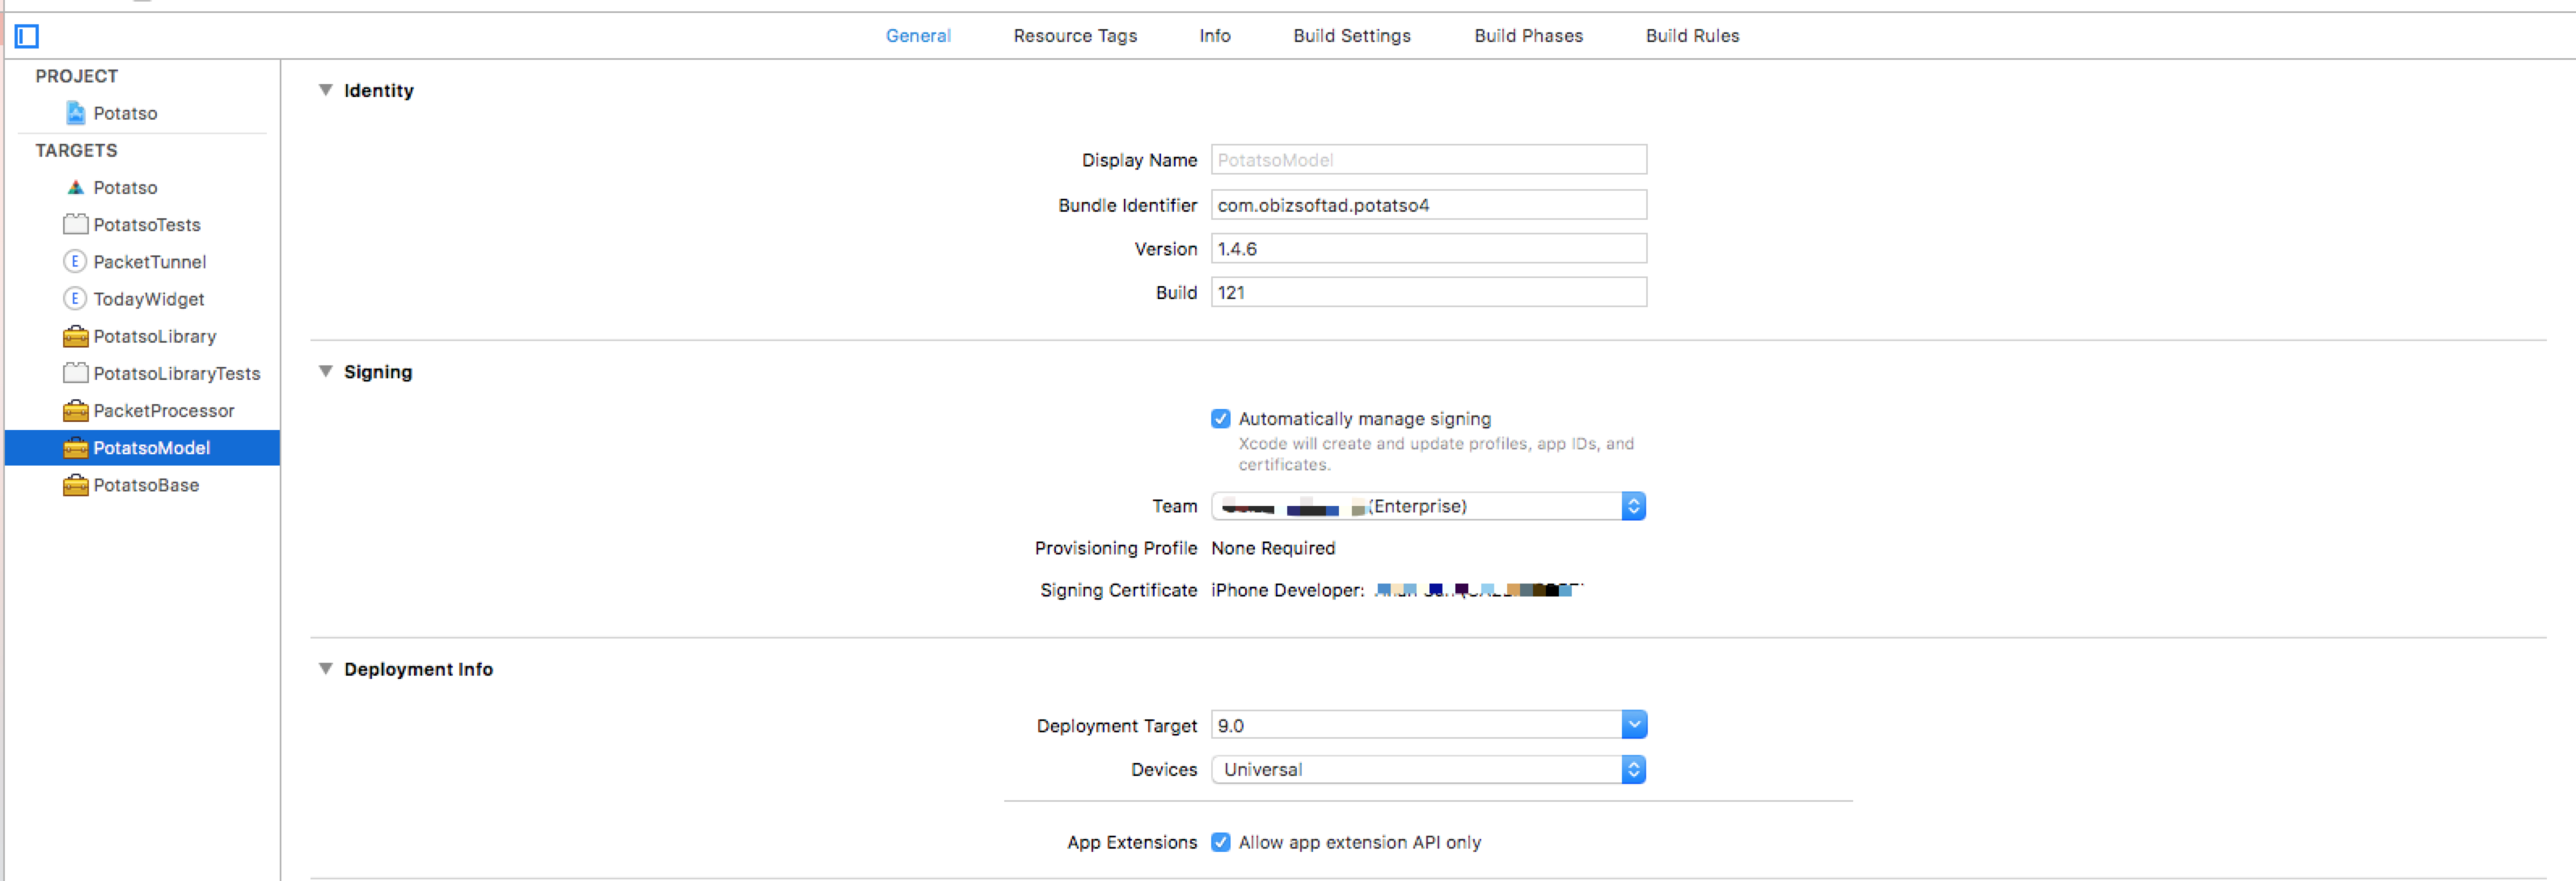 General Resource Tags Info Build Settings Build Phases Build Rules
PROJECT
Potatso
TARGETS
Potatso
PotatsoTests
E PacketTunnel
E TodayWidget
PotatsoLibrary
PotatsoLibraryTests
PacketProcessor
PotatsoModel
PotatsoBase
Identity
Display Name PotatsoModel
Bundle Identifier com.obizsoftad.potatso4
Version 1.4.6
Build 121
Signing
Automatically manage signing
Xcode will create and update profiles, app IDs, and
certificates.
Team (Enterprise)
Provisioning Profile None Required
Signing Certificate iPhone Developer:
Deployment Info
Deployment Target 9.0
Devices Universal
App Extensions Allow app extension API only